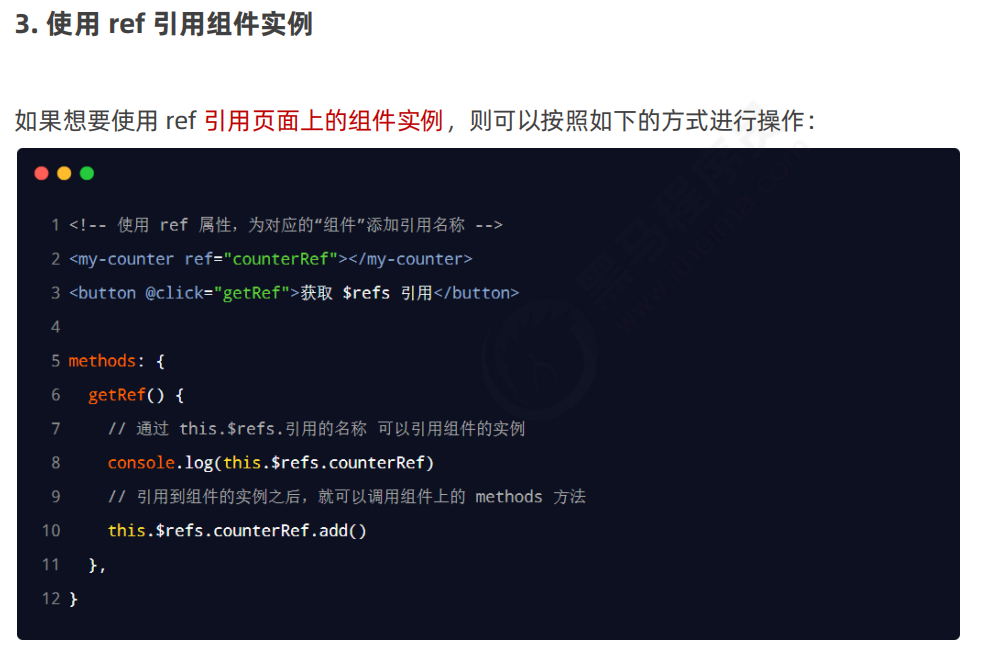 3. 使用 ref 引用组件实例
如果想要使用 ref 引用页面上的组件实例，则可以按照如下的方式进行操作：
1 <!-- 使用 ref 属性，为对应的“组件”添加引用名称 -->
2 <my-counter ref="counterRef"></my-counter>
3 <button @click="getRef">获取 $refs 引用</button>
4
5 methods: {
6 getRef() {
7 // 通过 this.$refs.引用的名称 可以引用组件的实例
8 console.log(this.$refs.counterRef)
9 // 引用到组件的实例之后，就可以调用组件上的 methods 方法
10 this.$refs.counterRef.add()
11 },
12 }